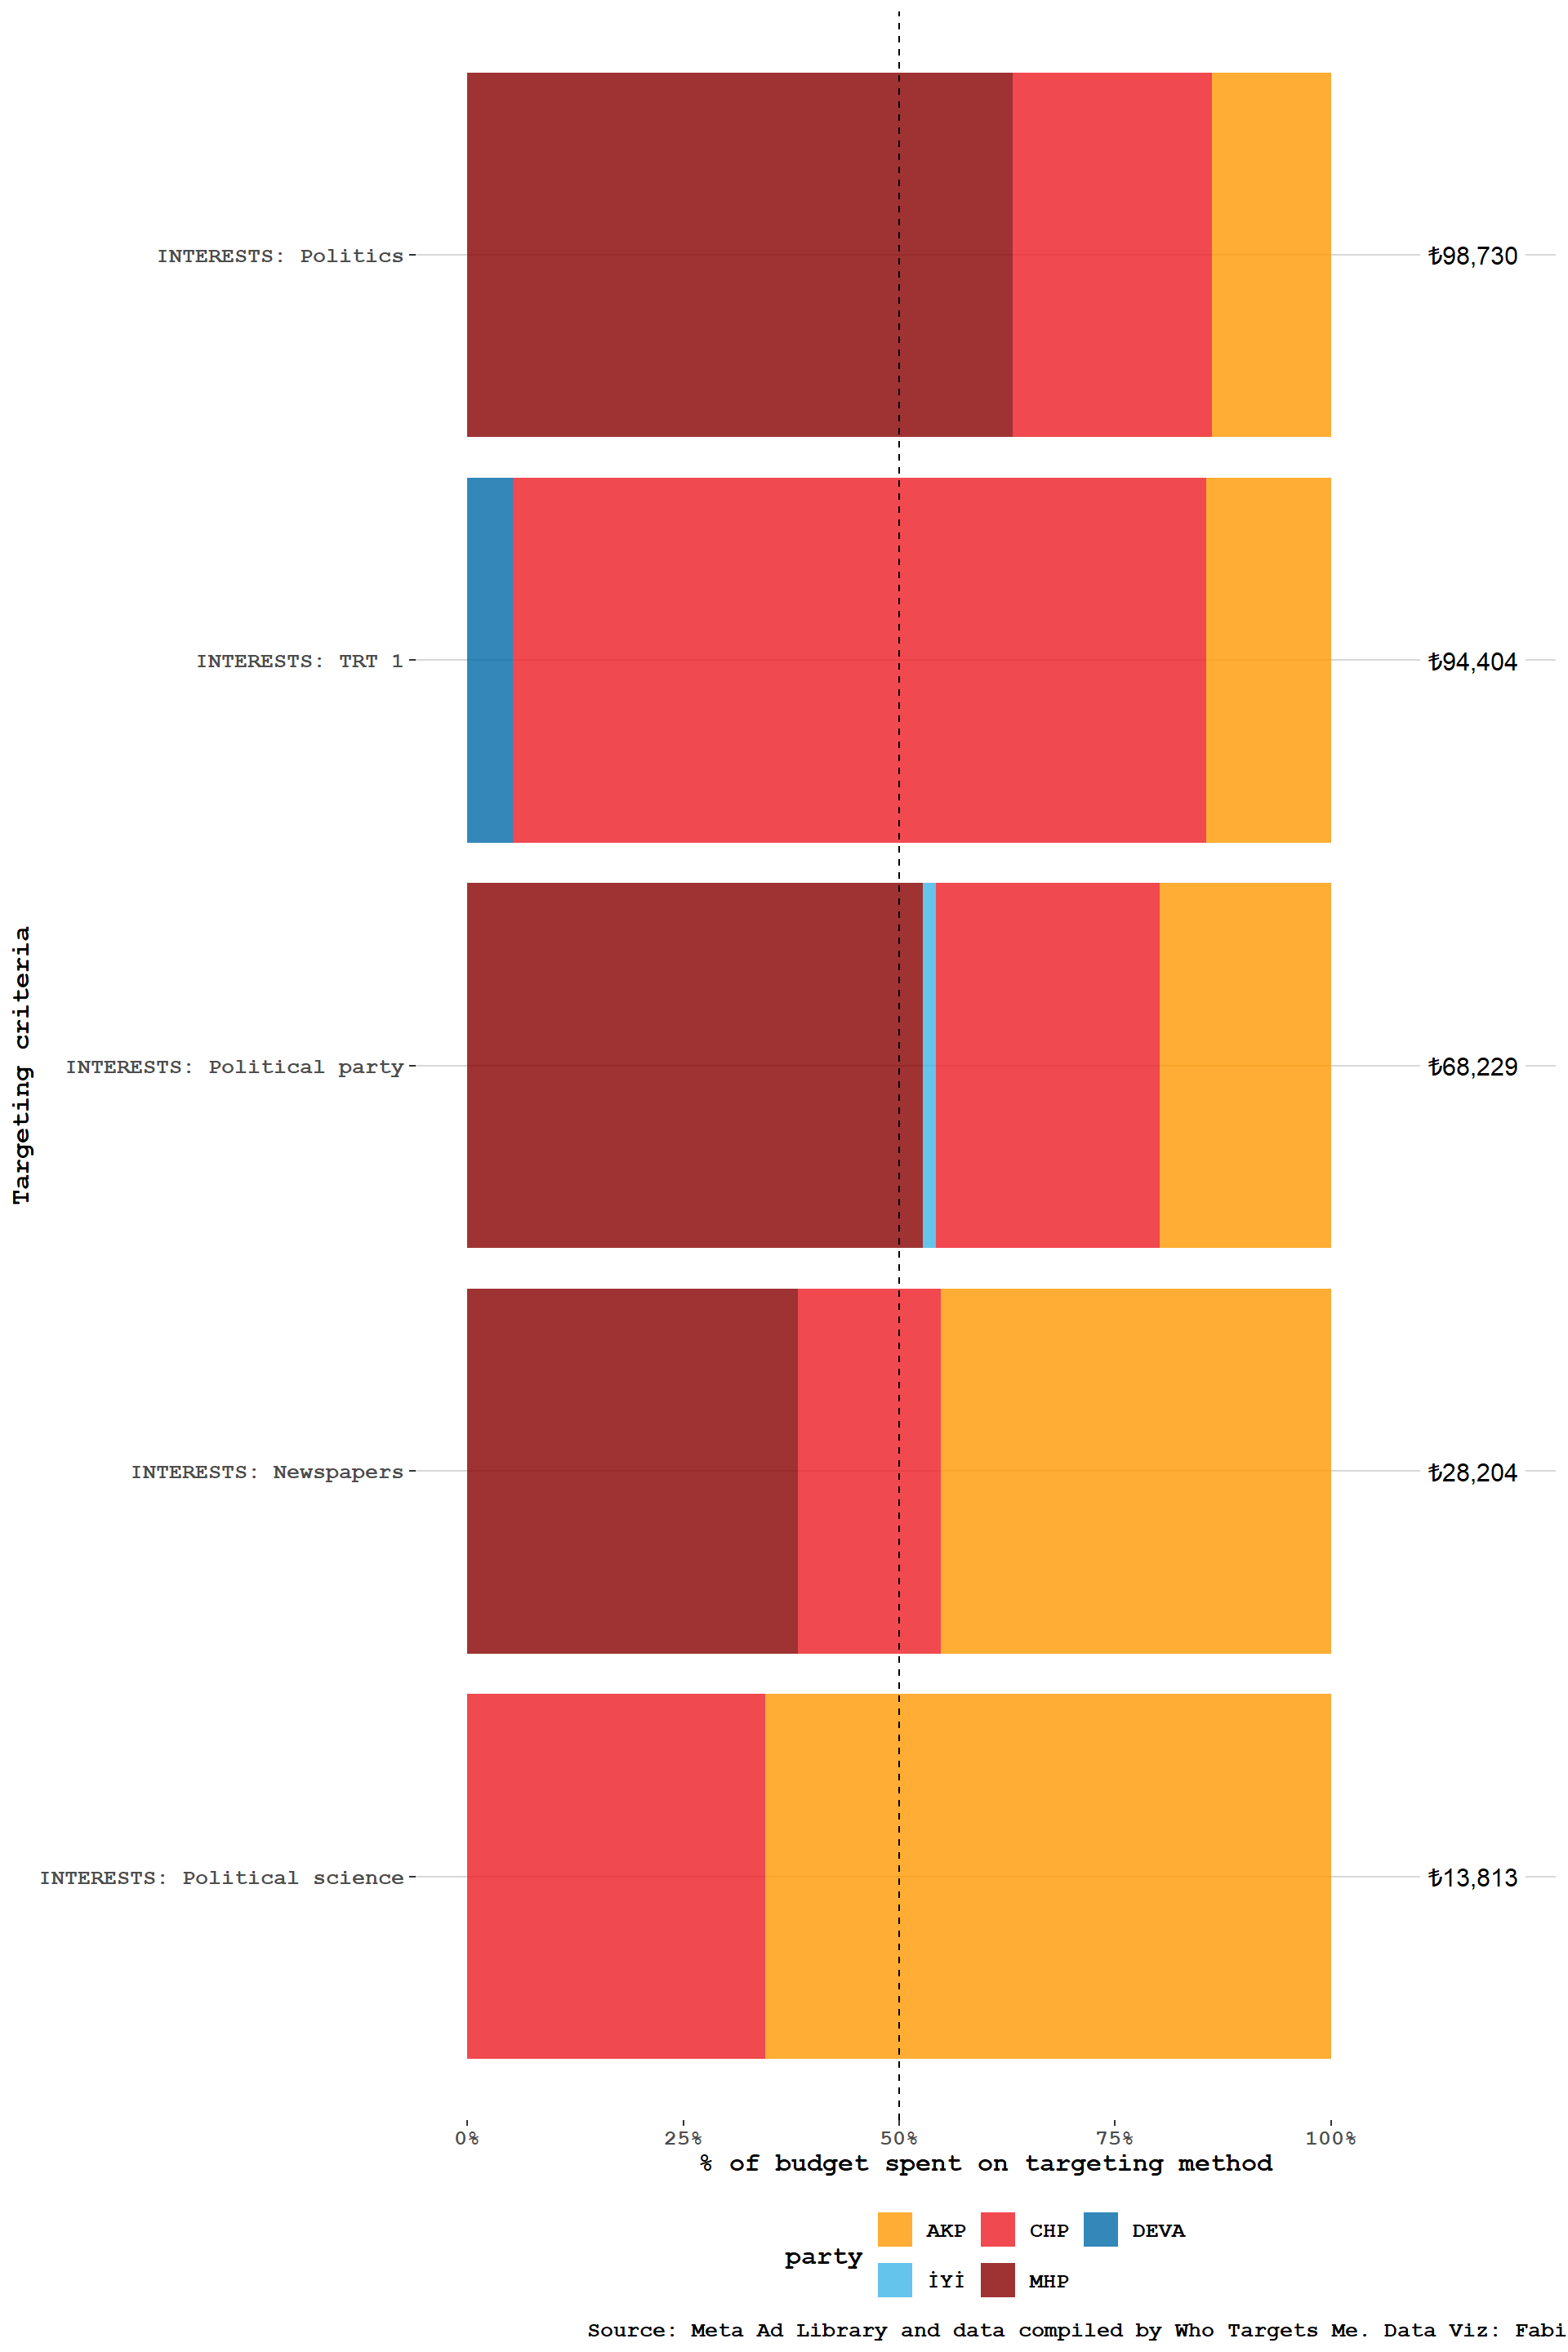 INTERESTS: Politics
₺98,730
INTERESTS: TRT 1
₺94,404
Targeting criteria
INTERESTS: Political party
₺68,229
INTERESTS: Newspapers
₺28,204
INTERESTS: Political science
₺13,813
0% 25% 50% 75% 100%
% of budget spent on targeting method
party
AKP CHP DEVA
İYİ MHP
Source: Meta Ad Library and data compiled by Who Targets Me. Data Viz: Fabi